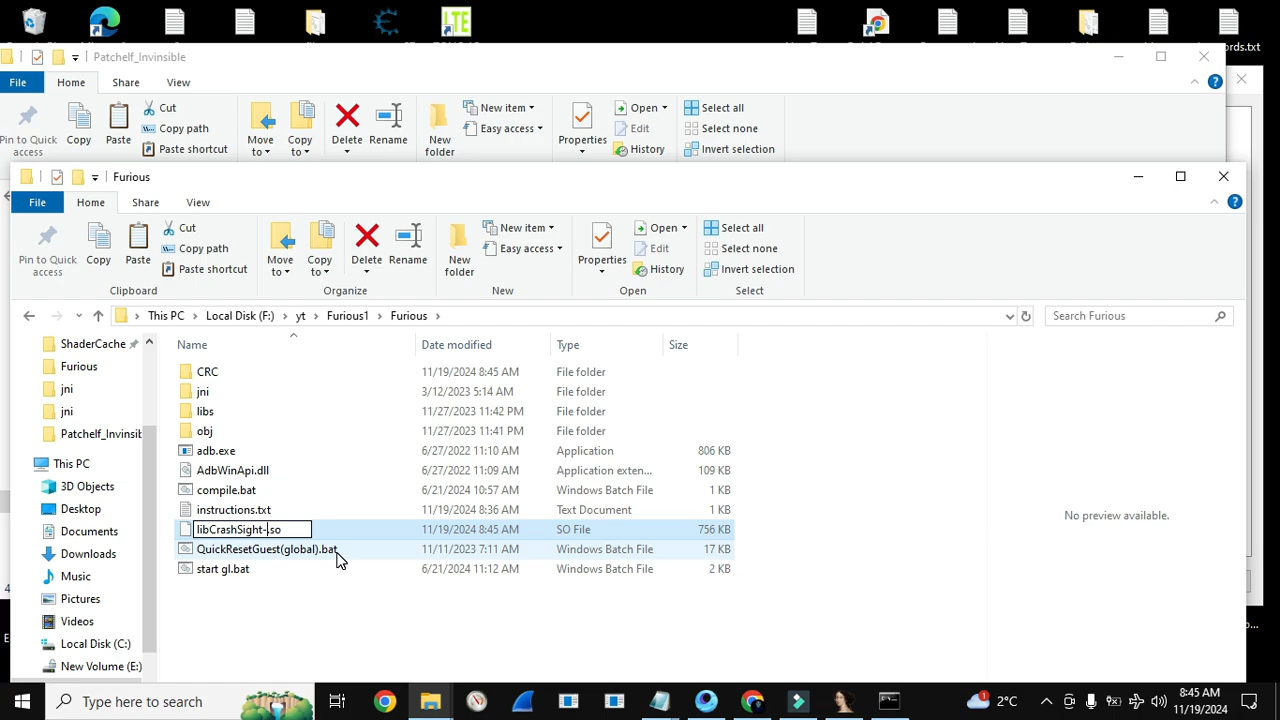 LTE
ords.txt
Patchelf_Invinsible
File Home Share View
Pin to Quick access
Copy
Paste
Cut
Copy path
Paste shortcut
Move to
Copy to
Delete
Rename
New folder
New item
Easy access
Properties
Open
Edit
History
Select all
Select none
Invert selection
Furious
File Home Share View
Pin to Quick access
Copy
Paste
Cut
Copy path
Paste shortcut
Clipboard
Move to
Copy to
Delete
Rename
Organize
New folder
New item
Easy access
New
Properties
Open
Edit
History
Open
Select all
Select none
Invert selection
Select
This PC > Local Disk (F:) > yt > Furious1 > Furious >
Search Furious
ShaderCache
Furious
jni
jni
Patchelf_Invinsib
This PC
3D Objects
Desktop
Documents
Downloads
Music
Pictures
Videos
Local Disk (C:)
New Volume (E:)
Name Date modified Type Size
CRC 11/19/2024 8:45 AM File folder
jni 3/12/2023 5:14 AM File folder
libs 11/27/2023 11:42 PM File folder
obj 11/27/2023 11:41 PM File folder
adb.exe 6/27/2022 11:10 AM Application 806 KB
AdbWinApi.dll 6/27/2022 11:09 AM Application exten... 109 KB
compile.bat 6/21/2024 10:57 AM Windows Batch File 1 KB
instructions.txt 11/19/2024 8:36 AM Text Document 1 KB
libCrashSight-.so 11/19/2024 8:45 AM SO File 756 KB
QuickResetGuest(global).bat 11/11/2023 7:11 AM Windows Batch File 17 KB
start gl.bat 6/21/2024 11:12 AM Windows Batch File 2 KB
No preview available.
Type here to search
1
2°C
8:45 AM
11/19/2024